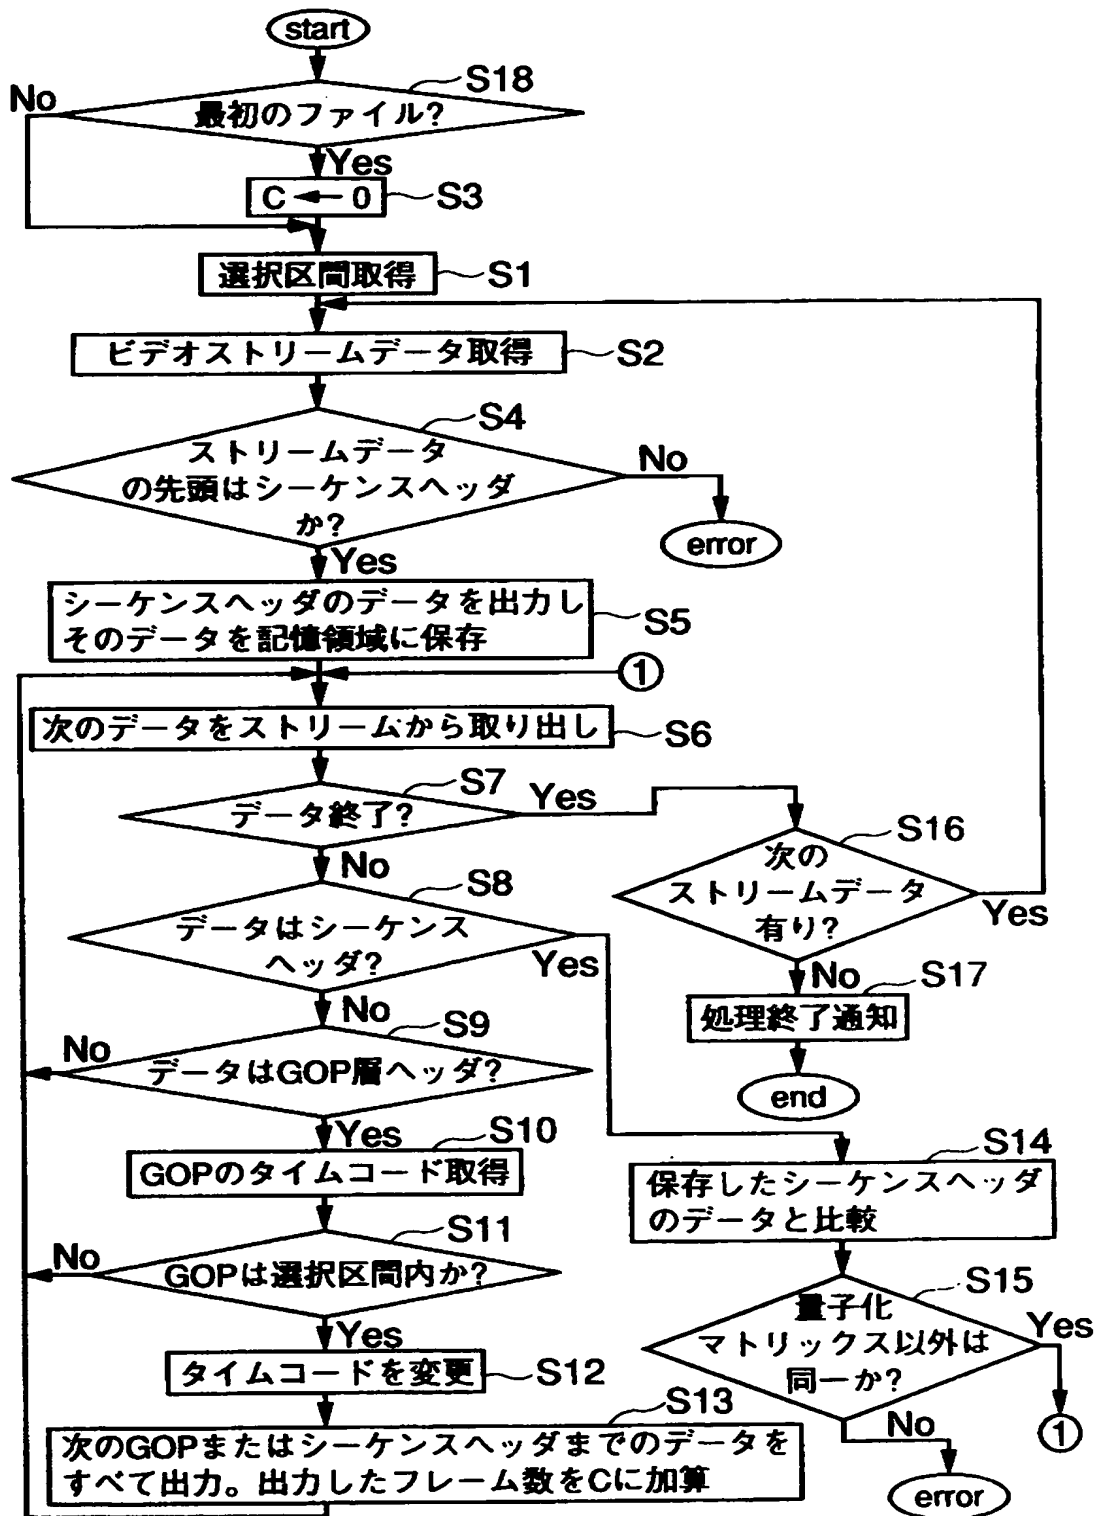 start
S18
No
最初のファイル?
Yes
C ← 0
S3
選択区間取得
S1
ビデオストリームデータ取得
S2
S4
ストリームデータ
の先頭はシーケンスヘッダ
か?
No
error
Yes
シーケンスヘッダのデータを出力し
そのデータを記憶領域に保存
S5
①
次のデータをストリームから取り出し
S6
S7
データ終了?
Yes
No
S16
次の
ストリームデータ
有り?
Yes
No
S17
処理終了通知
end
S8
データはシーケンス
ヘッダ?
Yes
No
S9
No
データはGOP層ヘッダ?
Yes
S10
GOPのタイムコード取得
S11
No
GOPは選択区間内か?
Yes
タイムコードを変更
S12
S13
次のGOPまたはシーケンスヘッダまでのデータを
すべて出力。出力したフレーム数をCに加算
S14
保存したシーケンスヘッダ
のデータと比較
S15
量子化
マトリックス以外は
同一か?
Yes
①
No
error